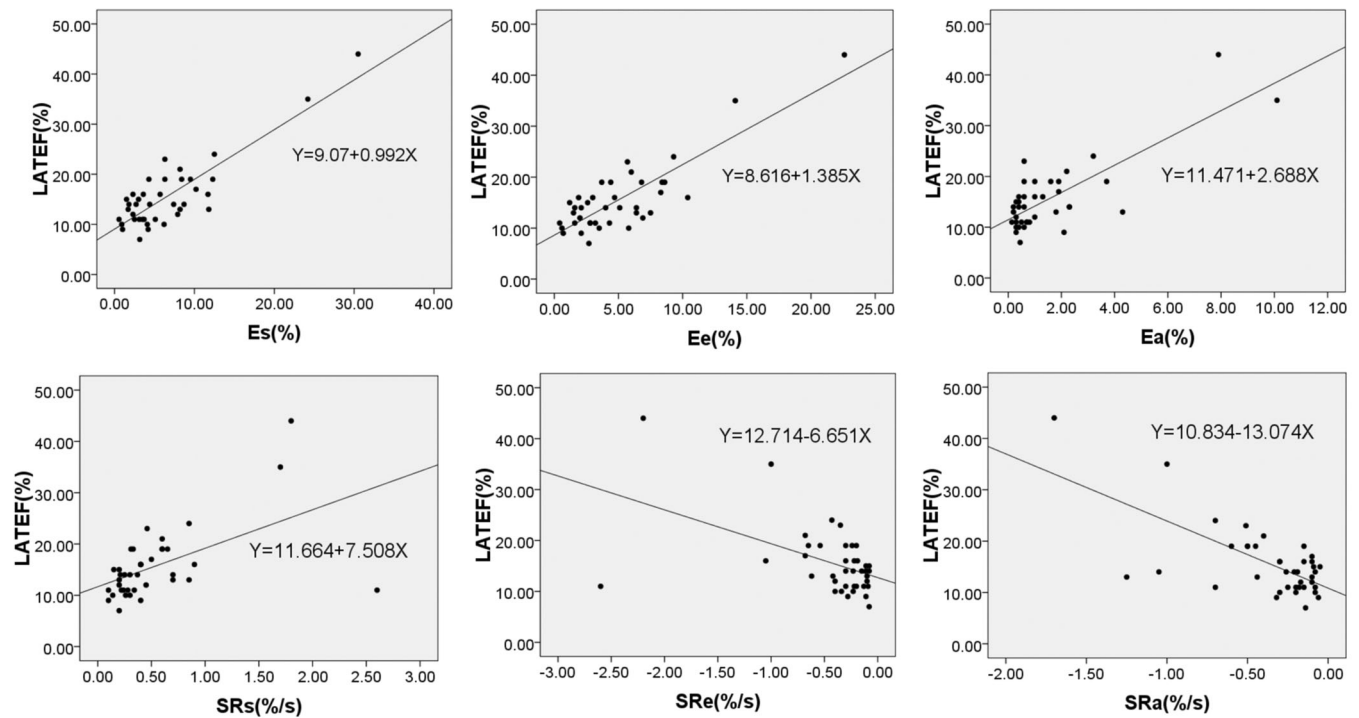 LATEF(%)
50.00
40.00
30.00
20.00
10.00
0.00
Y=9.07+0.992X
0.00 10.00 20.00 30.00 40.00
Es(%)
LATEF(%)
50.00
40.00
30.00
20.00
10.00
0.00
Y=8.616+1.385X
0.00 5.00 10.00 15.00 20.00 25.00
Ee(%)
LATEF(%)
50.00
40.00
30.00
20.00
10.00
0.00
Y=11.471+2.688X
0.00 2.00 4.00 6.00 8.00 10.00 12.00
Ea(%)
LATEF(%)
50.00
40.00
30.00
20.00
10.00
0.00
Y=11.664+7.508X
0.00 0.50 1.00 1.50 2.00 2.50 3.00
SRs(%/s)
LATEF(%)
50.00
40.00
30.00
20.00
10.00
0.00
Y=12.714-6.651X
-3.00 -2.50 -2.00 -1.50 -1.00 -0.50 0.00
SRe(%/s)
LATEF(%)
50.00
40.00
30.00
20.00
10.00
0.00
Y=10.834-13.074X
-2.00 -1.50 -1.00 -0.50 0.00
SRa(%/s)